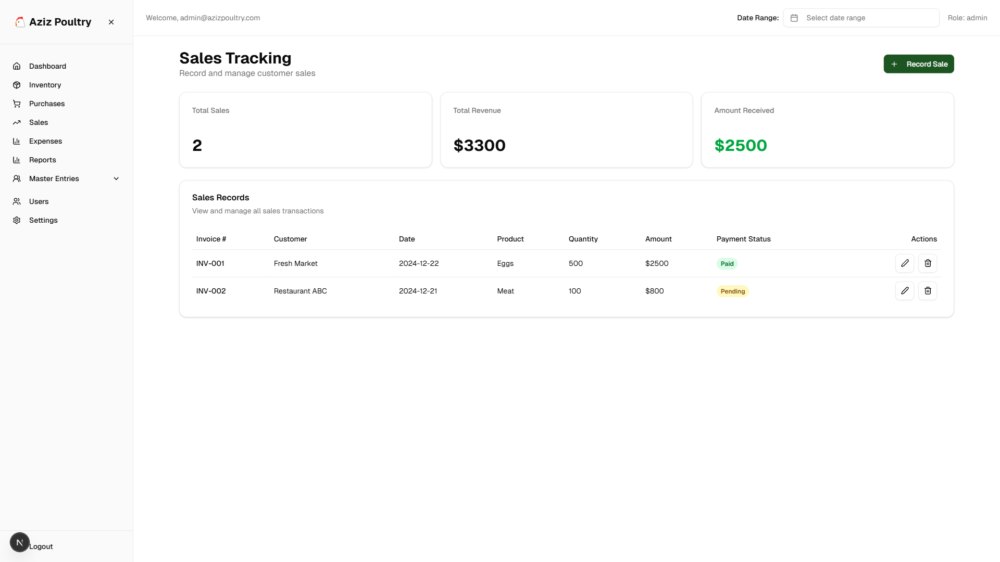 Aziz Poultry
Dashboard
Inventory
Purchases
Sales
Expenses
Reports
Master Entries
Users
Settings
Logout
Welcome, admin@azizpoultry.com
Date Range:
Select date range
Role: admin
Sales Tracking
Record and manage customer sales
Record Sale
Total Sales
2
Total Revenue
$3300
Amount Received
$2500
Sales Records
View and manage all sales transactions
Invoice # Customer Date Product Quantity Amount Payment Status Actions
INV-001 Fresh Market 2024-12-22 Eggs 500 $2500 Paid
INV-002 Restaurant ABC 2024-12-21 Meat 100 $800 Pending
N